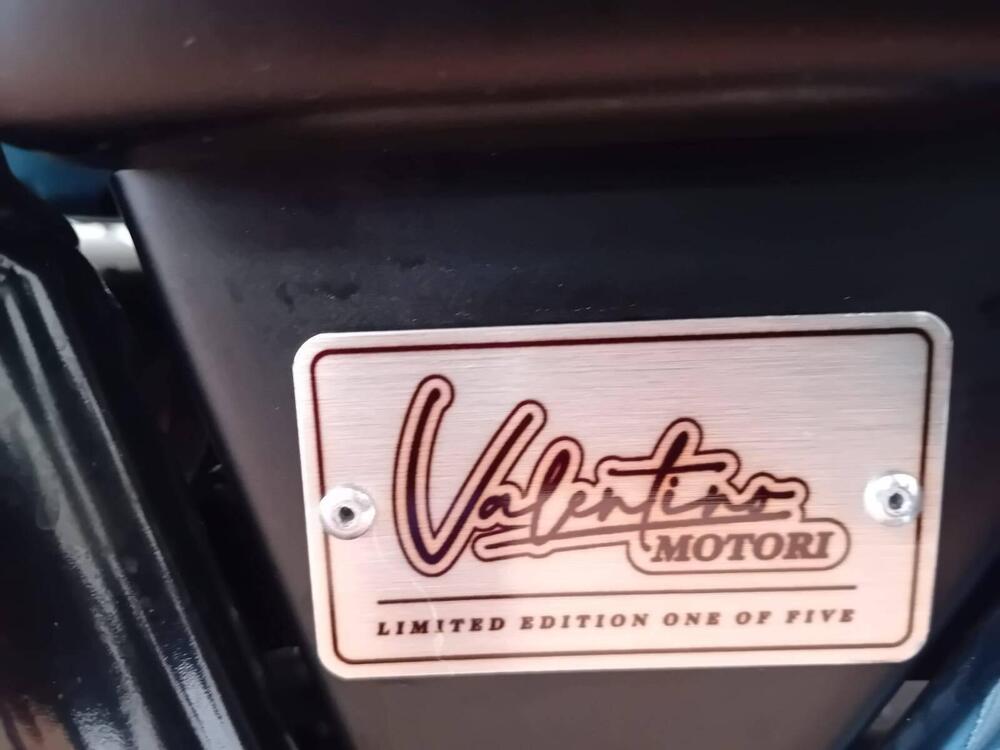 Valentino
MOTORI
LIMITED EDITION ONE OF FIVE